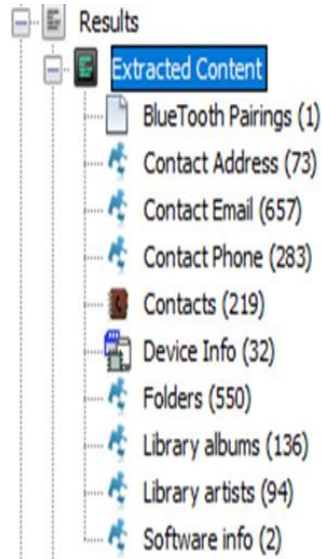 Results
Extracted Content
BlueTooth Pairings (1)
Contact Address (73)
Contact Email (657)
Contact Phone (283)
Contacts (219)
Device Info (32)
Folders (550)
Library albums (136)
Library artists (94)
Software info (2)